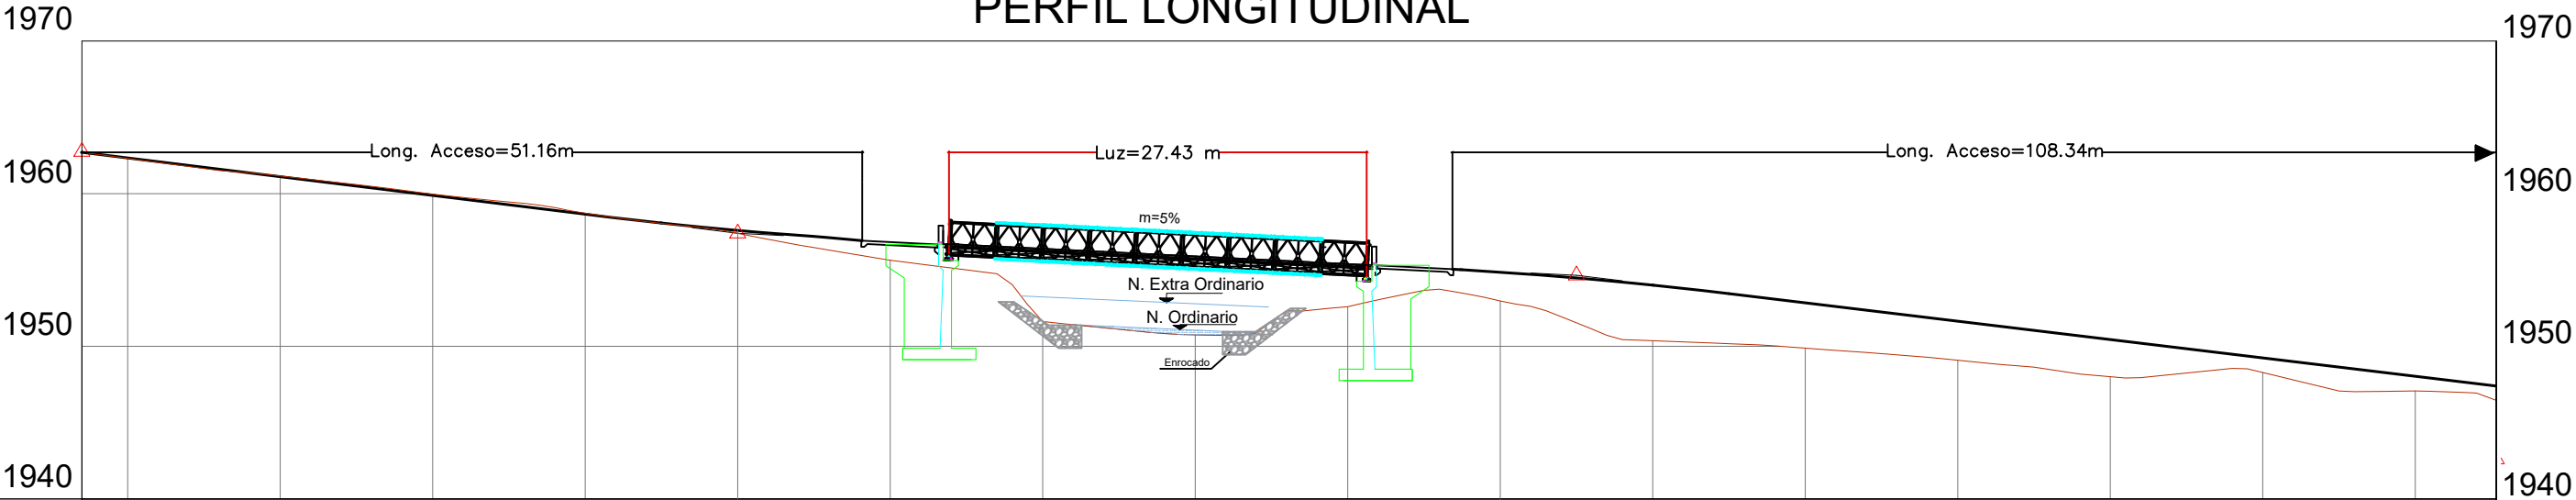 PERFIL LONGITUDINAL
1970
1970
Long. Acceso=51.16m
Luz=27.43 m
Long. Acceso=108.34m
1960
1960
m=5%
N. Extra Ordinario
N. Ordinario
1950
1950
Enrocado
1940
1940